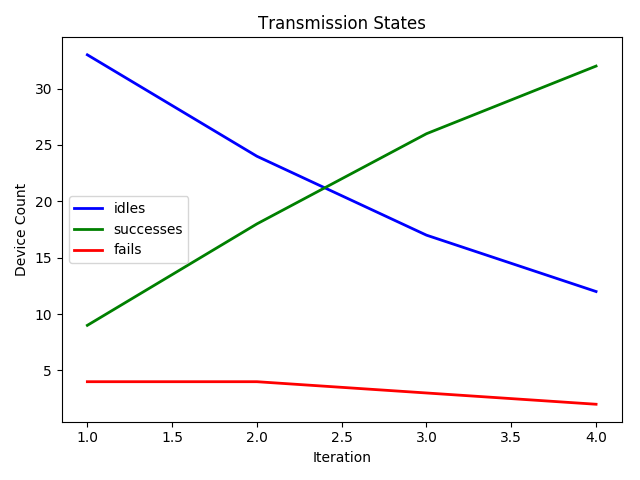 Transmission States
30
25
20
15
10
5
Device Count
idles
successes
fails
1.0 1.5 2.0 2.5 3.0 3.5 4.0
Iteration